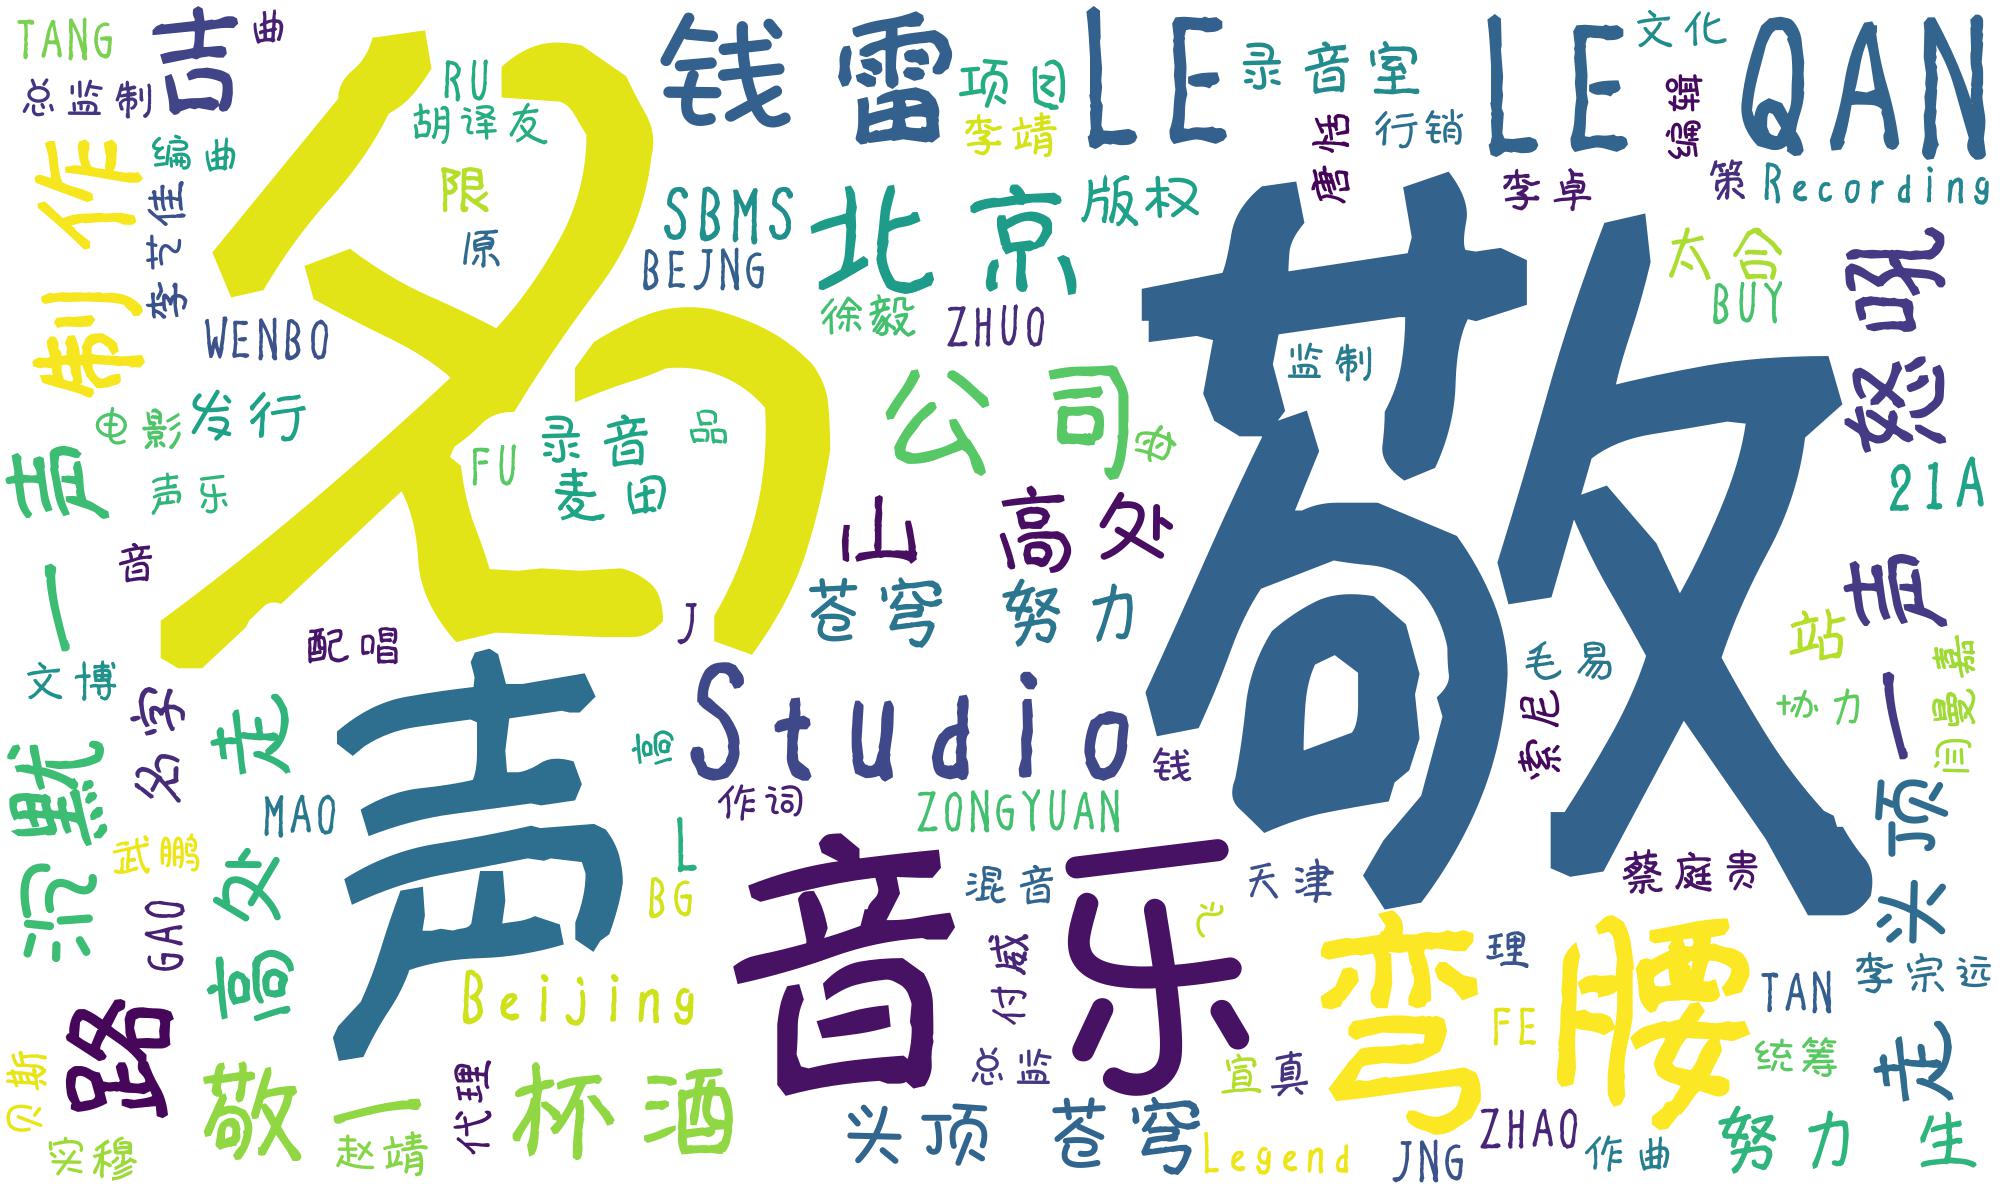 TANG
吉
曲
RU
钱雷
LE
录音室
LE
文化
QAN
总监制
胡译友
项目
李靖
唐恬
行销
编辑
制作
编曲
限
原
SBMS
北京
版权
李卓
策
Recording
李艺佳
BEJNG
徐毅
ZHUO
太合
BUY
怒吼
WENBO
名
敬
监制
电影
发行
声乐
FU
录音
品
麦田
公司
21A
一声
音
山 高处
苍穹 努力
配唱
J
文博
名字
走
Studio
高
毛易
索尼
站
协力
一声
闫曼嘉
钱
作词
ZONGYUAN
MAO
沉默
武鹏
高处
GAO
声
L
BG
音乐
混音
天津
蔡庭贵
头顶
付威
弯腰
理
李宗远
TAN
Beijing
路
FE
统筹
走
贝斯
敬一杯酒
代理
总监
宣
真
实穆
赵靖
头顶 苍穹
Legend
JNG
ZHAO
作曲
努力
生